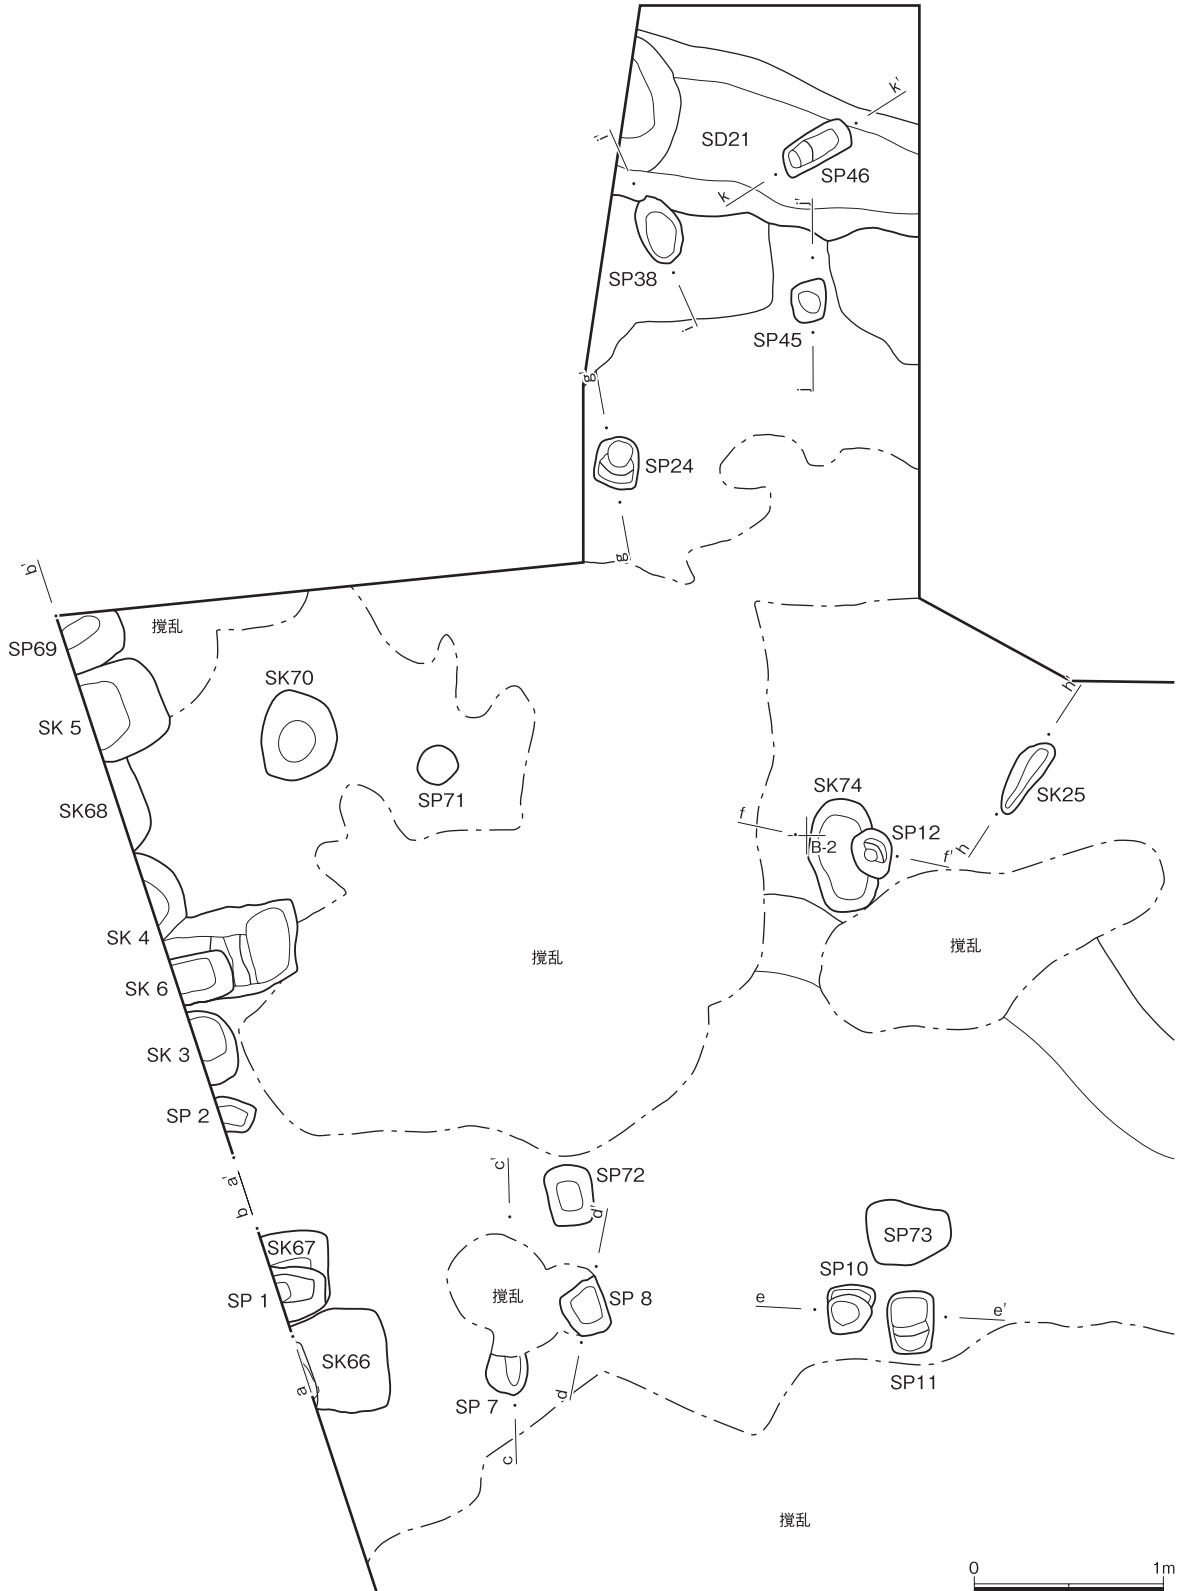 k'
i'
SD21
SP46
k
j'
SP38
i
SP45
g'
j
SP24
g
b'
撹乱
SP69
SK70
h'
SK 5
SK74
SK25
SP71
SK68
f
SP12
B-2
f'
h
SK 4
撹乱
撹乱
SK 6
SK 3
SP 2
c'
SP72
a'
b
d'
SP73
SK67
SP10
撹乱
SP 8
e
e'
SP 1
SK66
SP11
a
d
SP 7
c
撹乱
0
1m